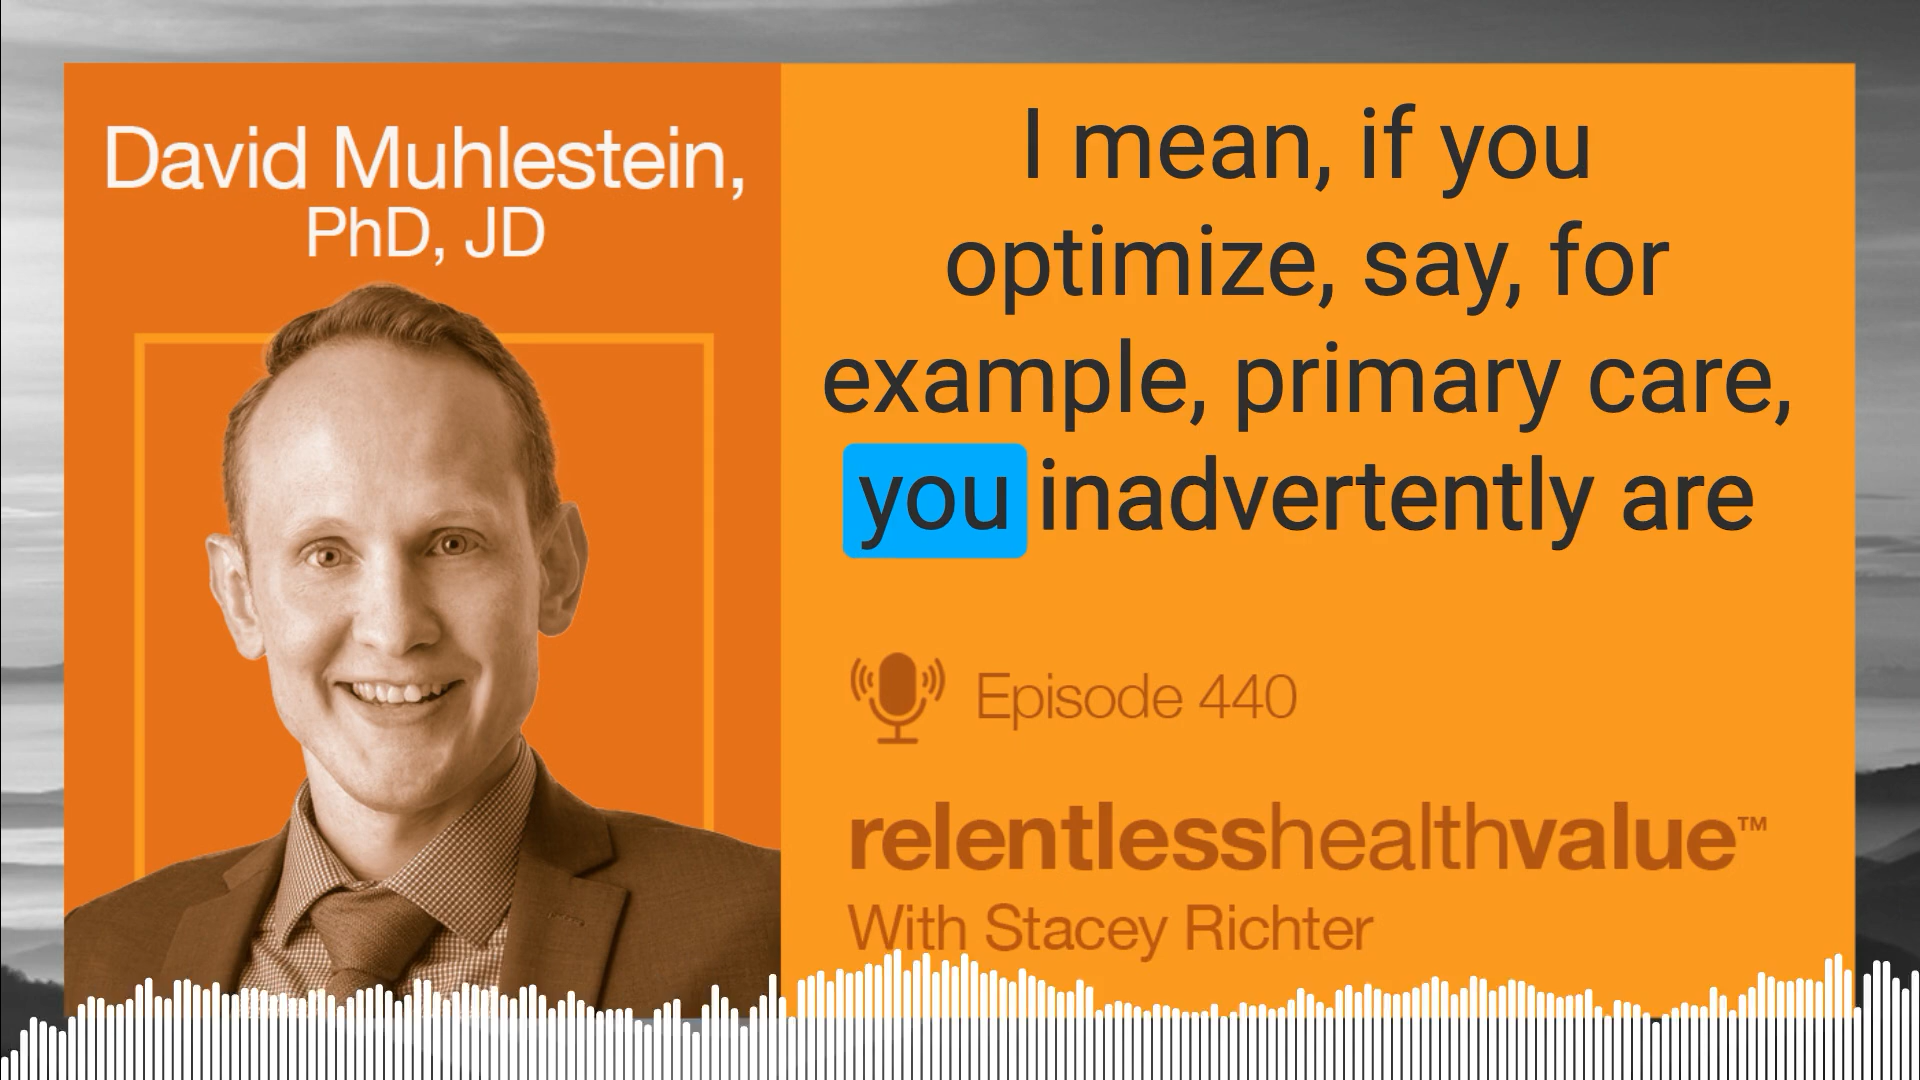 David Muhlestein,
PhD, JD
I mean, if you
optimize, say, for
example, primary care,
you inadvertently are
Episode 440
relentlesshealthvalue™
With Stacey Richter